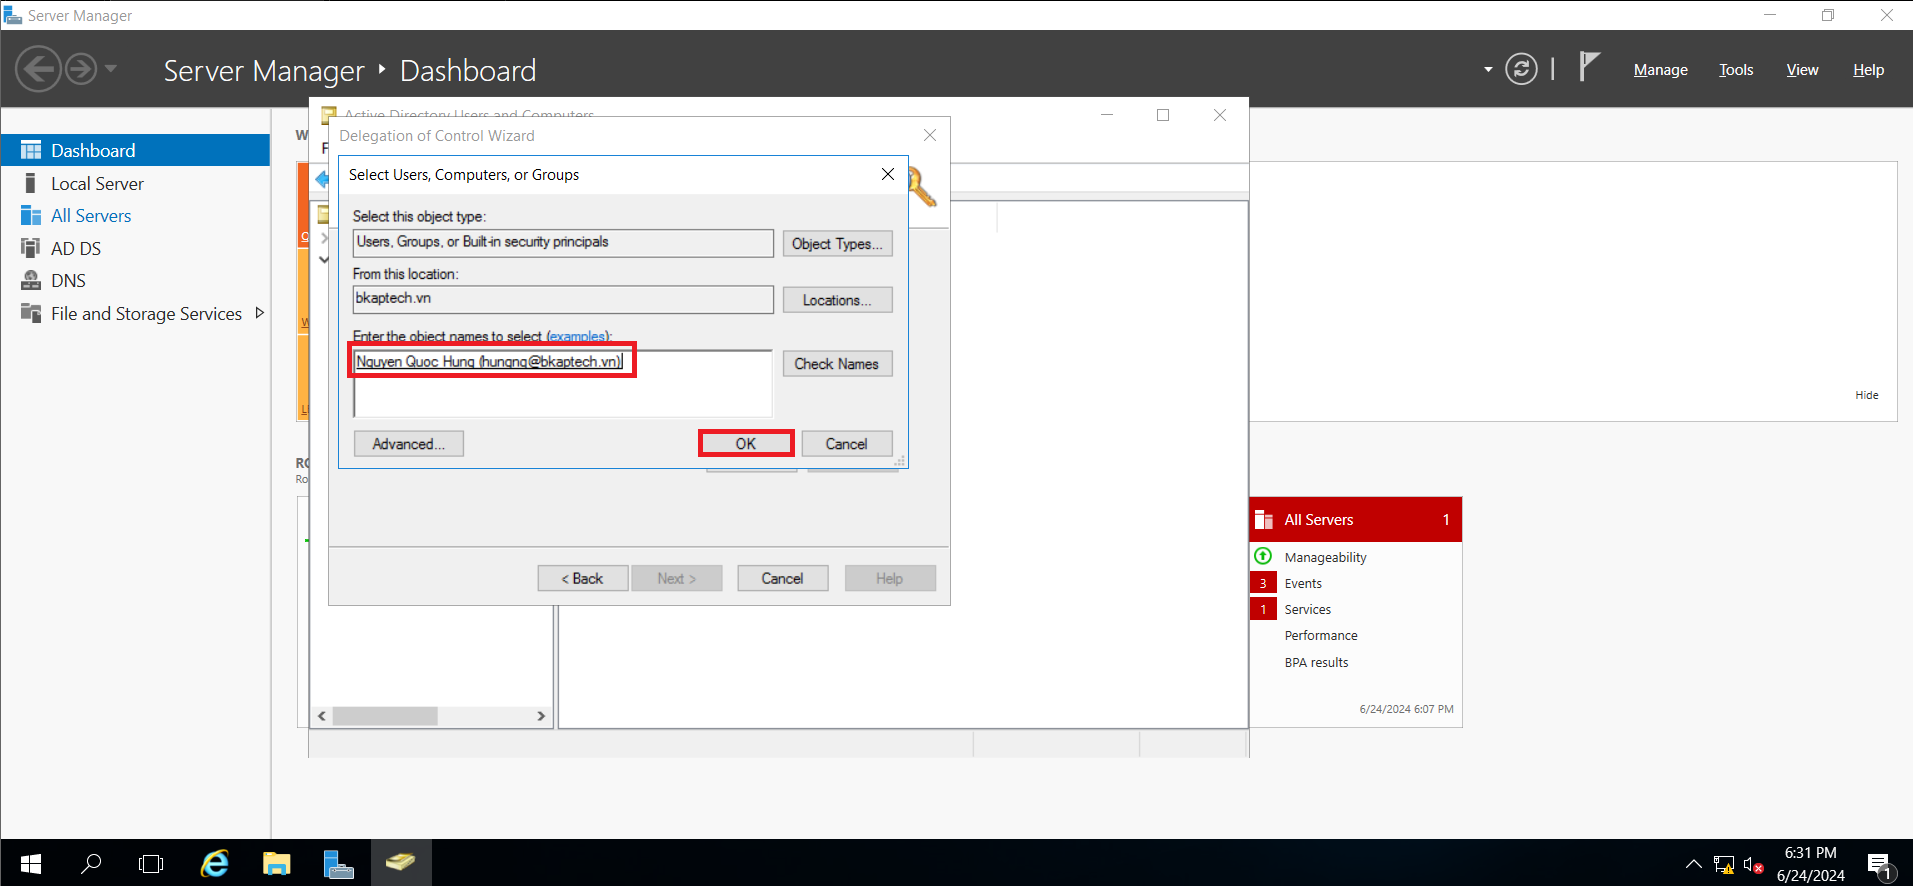 Server Manager
Server Manager ‣ Dashboard
Manage Tools View Help
Dashboard
Local Server
All Servers
AD DS
DNS
File and Storage Services
Active Directory Users and Computers
Delegation of Control Wizard
Select Users, Computers, or Groups
Select this object type:
Users, Groups, or Built-in security principals
Object Types...
From this location:
bkaptech.vn
Locations...
Enter the object names to select (examples):
Nguyen Quoc Hung (hungnq@bkaptech.vn)
Check Names
Advanced...
OK
Cancel
< Back
Next >
Cancel
Help
Hide
All Servers 1
Manageability
3 Events
1 Services
Performance
BPA results
6/24/2024 6:07 PM
6:31 PM
6/24/2024
1